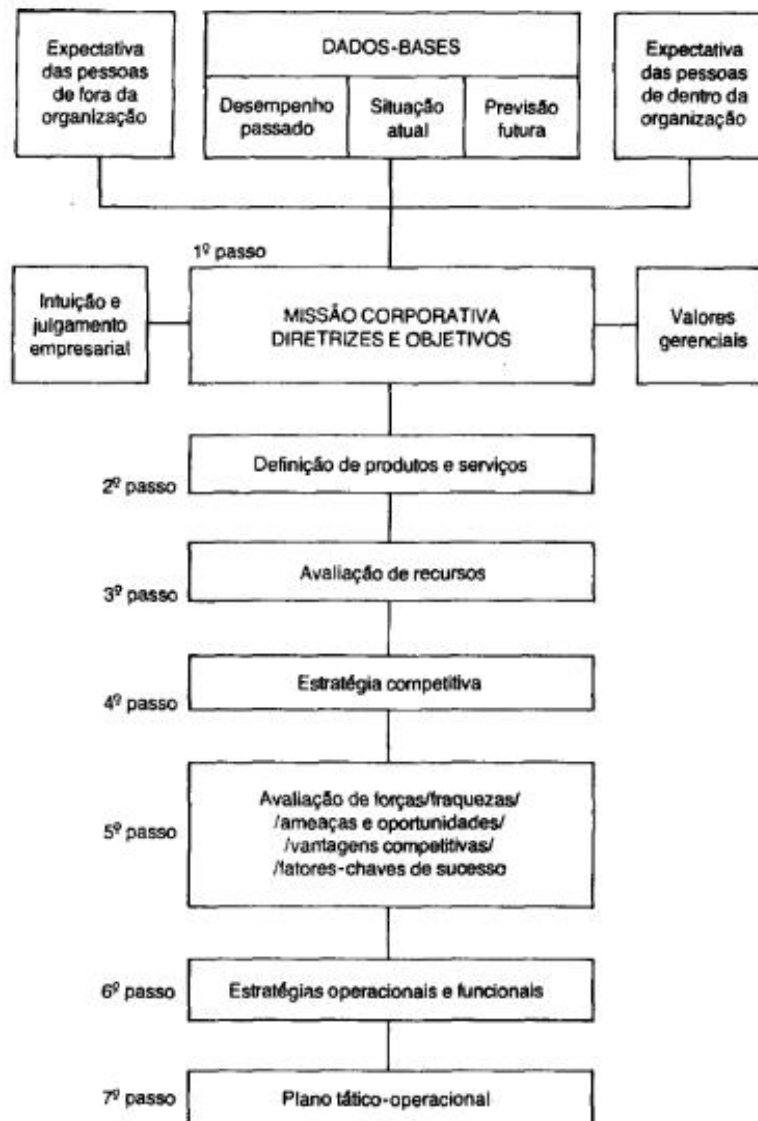 Expectativa
das pessoas
de fora da
organização
DADOS-BASES
Desempenho
passado
Situação
atual
Previsão
futura
Expectativa
das pessoas
de dentro da
organização
1º passo
Intuição e
julgamento
empresarial
MISSÃO CORPORATIVA
DIRETRIZES E OBJETIVOS
Valores
gerenciais
Definição de produtos e serviços
2º passo
Avaliação de recursos
3º passo
Estratégia competitiva
4º passo
Avaliação de forças/fraquezas/
/ameaças e oportunidades/
/vantagens competitivas/
/fatores-chaves de sucesso
5º passo
6º passo
Estratégias operacionais e funcionais
7º passo
Plano tático-operacional